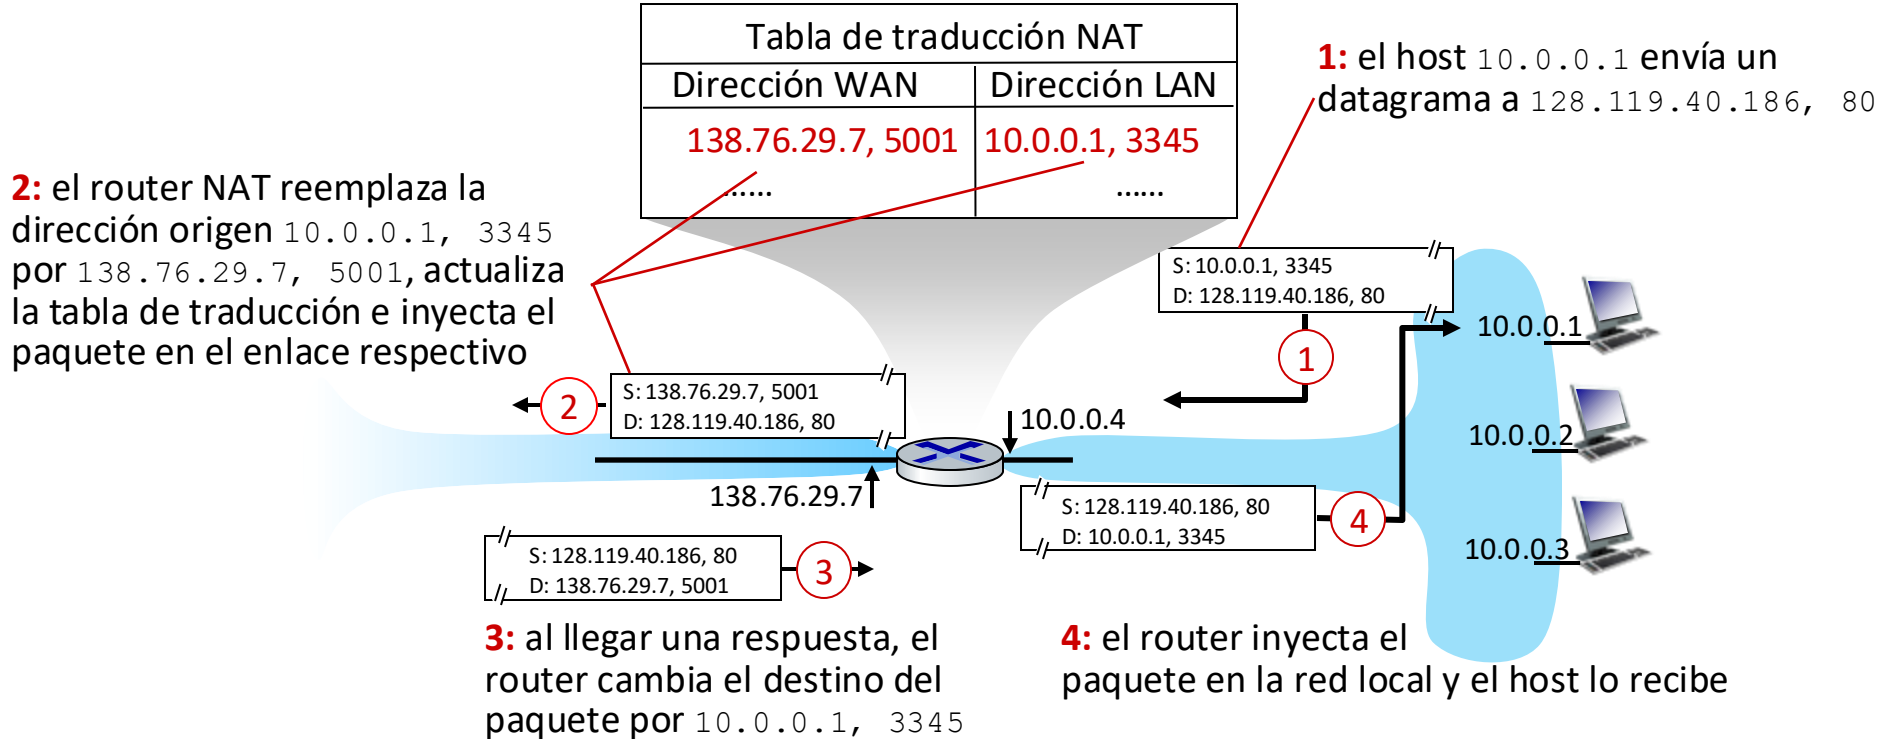 Tabla de traducción NAT
Dirección WAN
Dirección LAN
138.76.29.7, 5001
10.0.0.1, 3345
......
......
1: el host 10.0.0.1 envía un
datagrama a 128.119.40.186, 80
2: el router NAT reemplaza la
dirección origen 10.0.0.1, 3345
por 138.76.29.7, 5001, actualiza
la tabla de traducción e inyecta el
paquete en el enlace respectivo
S: 10.0.0.1, 3345
D: 128.119.40.186, 80
1
10.0.0.1
S: 138.76.29.7, 5001
D: 128.119.40.186, 80
2
10.0.0.4
10.0.0.2
138.76.29.7
S: 128.119.40.186, 80
D: 10.0.0.1, 3345
4
10.0.0.3
S: 128.119.40.186, 80
D: 138.76.29.7, 5001
3
3: al llegar una respuesta, el
router cambia el destino del
paquete por 10.0.0.1, 3345
4: el router inyecta el
paquete en la red local y el host lo recibe